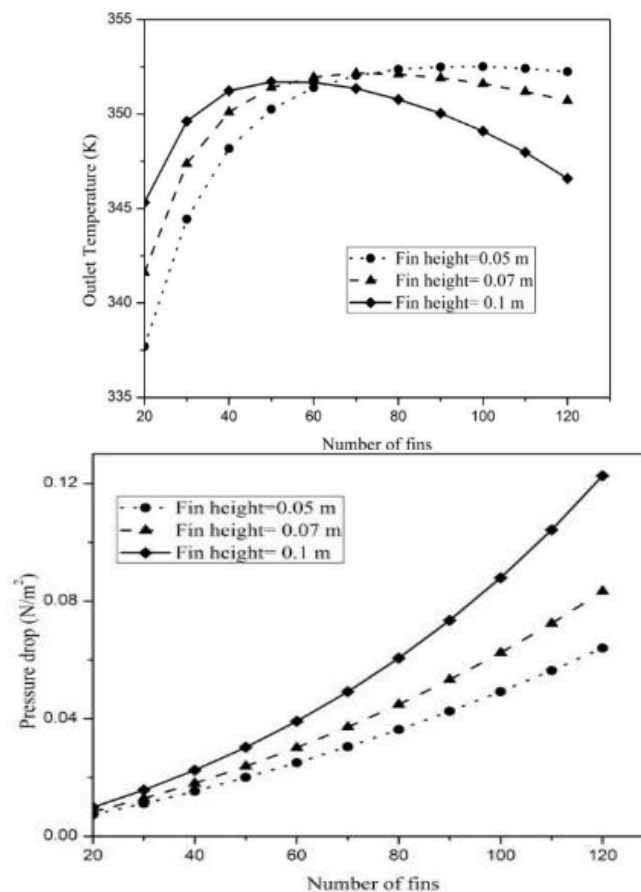 355
350
345
340
335
Outlet Temperature (K)
Fin height=0.05 m
Fin height= 0.07 m
Fin height= 0.1 m
20 40 60 80 100 120
Number of fins
0.12
0.08
0.04
0.00
Pressure drop (N/m²)
Fin height=0.05 m
Fin height= 0.07 m
Fin height= 0.1 m
20 40 60 80 100 120
Number of fins